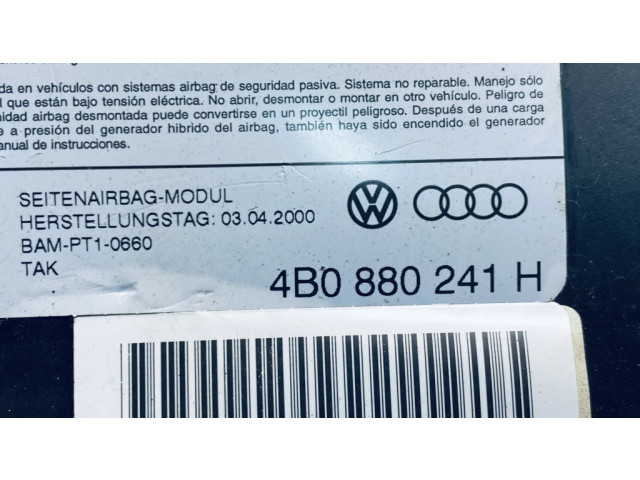 da en vehículos con sistemas airbag de seguridad pasiva. Sistema no reparable. Manejo sólo
l que están bajo tensión eléctrica. No abrir, desmontar o montar en otro vehículo. Peligro de
nidad airbag desmontada puede convertirse en un proyectil peligroso. Después de una carga
e a presión del generador hibrido del airbag, también haya sido encendido el generador
anual de instrucciones.
SEITENAIRBAG-MODUL
HERSTELLUNGSTAG: 03.04.2000
BAM-PT1-0660
TAK
4B0 880 241 H